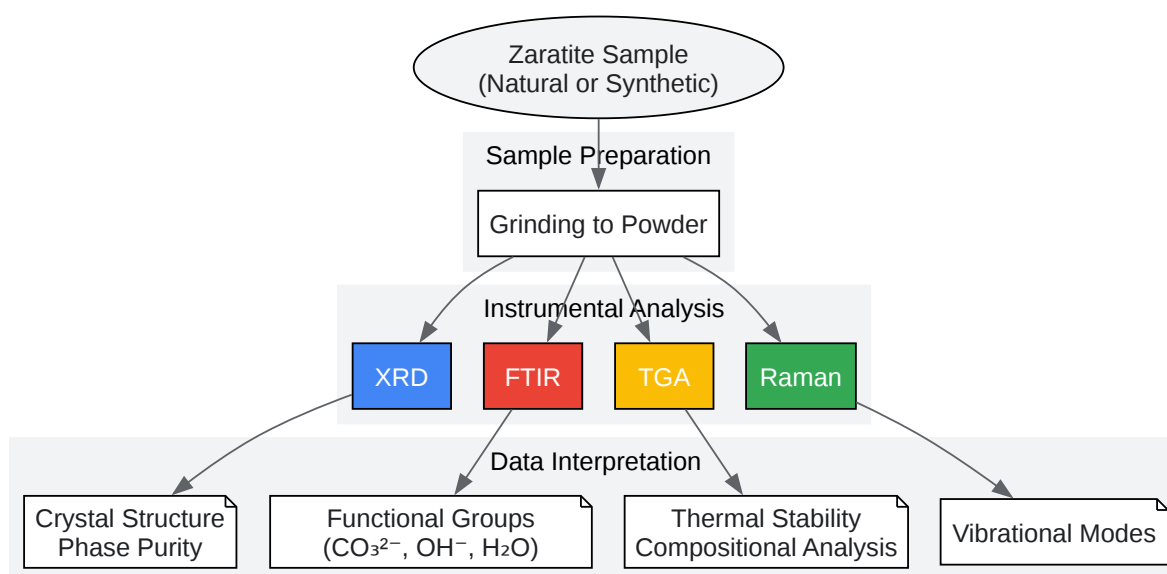 Zaratite Sample
(Natural or Synthetic)
Sample Preparation
Grinding to Powder
Instrumental Analysis
XRD
FTIR
TGA
Raman
Data Interpretation
Crystal Structure
Phase Purity
Functional Groups
(CO₃²⁻, OH⁻, H₂O)
Thermal Stability
Compositional Analysis
Vibrational Modes